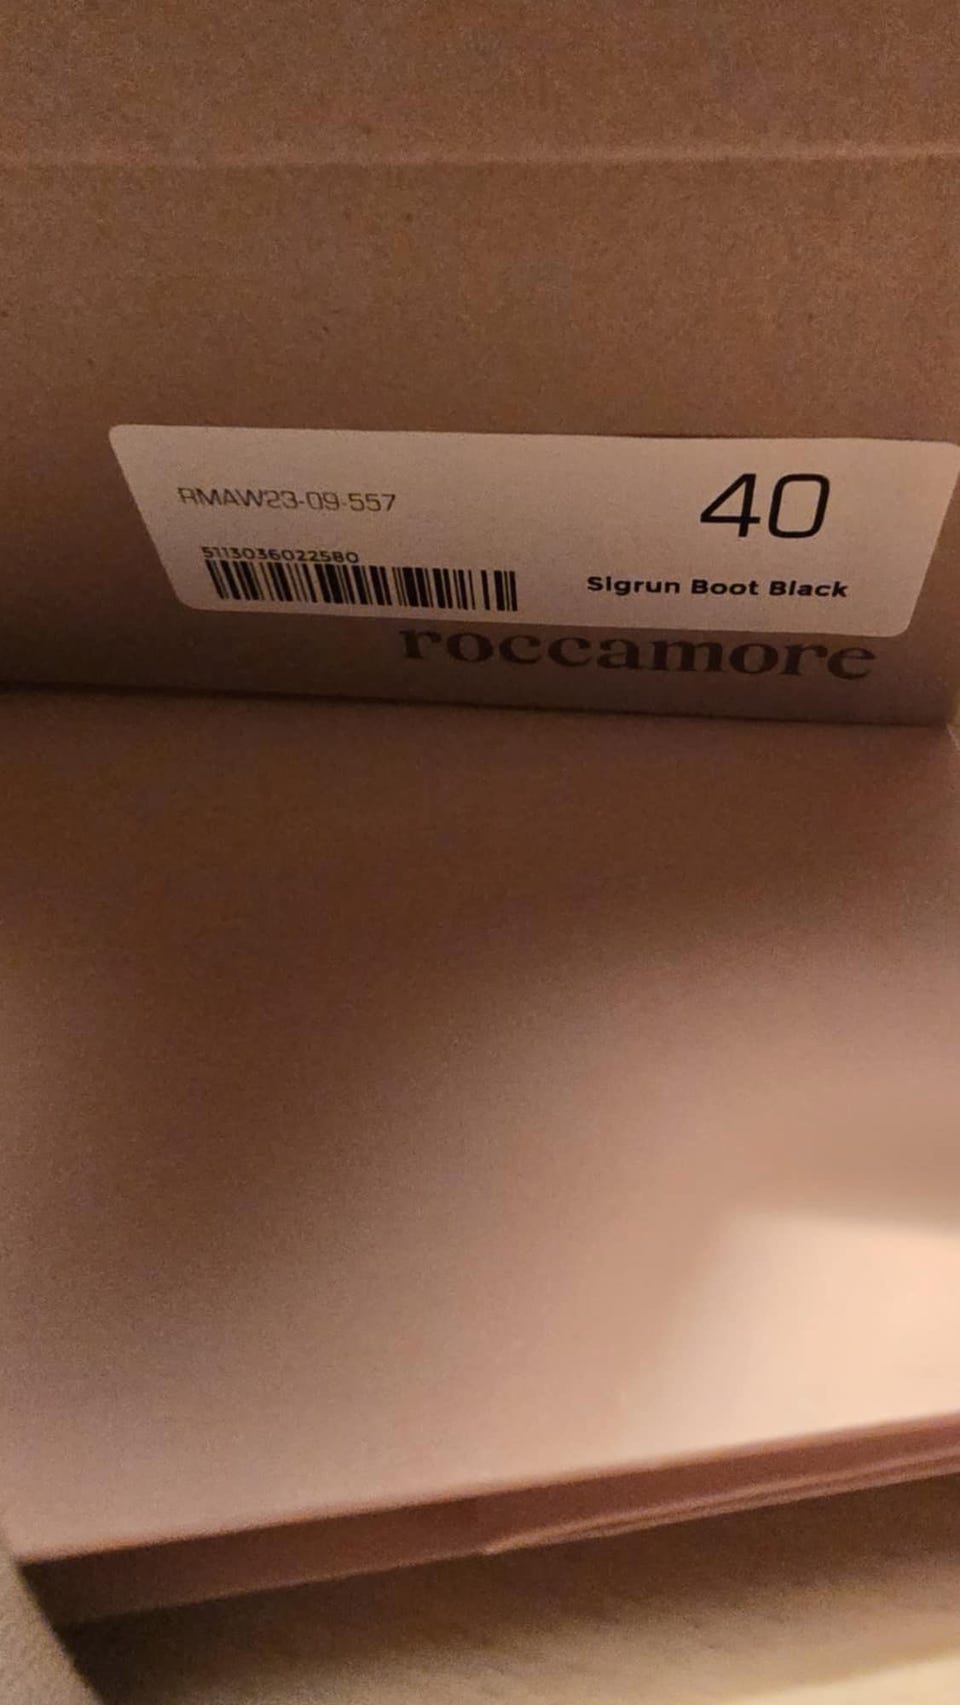 RMAW23-09-557
40
5113036022580
Sigrun Boot Black
roccamore